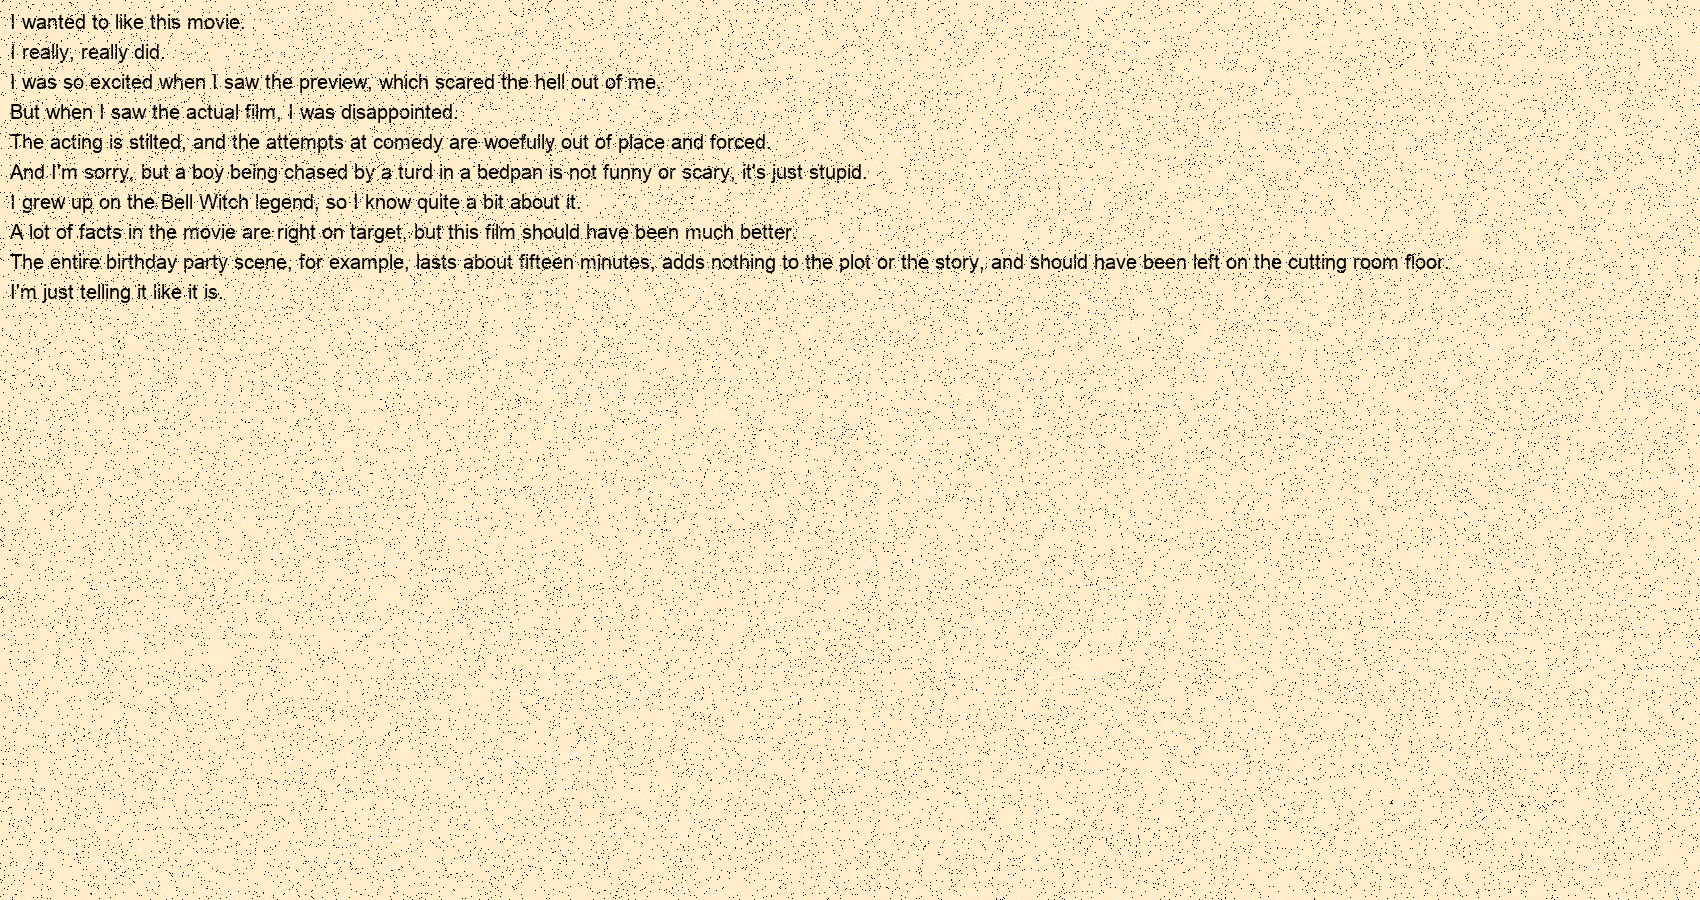 I wanted to like this movie.
I really, really did.
I was so excited when I saw the preview, which scared the hell out of me.
But when I saw the actual film, I was disappointed.
The acting is stilted, and the attempts at comedy are woefully out of place and forced.
And I'm sorry, but a boy being chased by a turd in a bedpan is not funny or scary, it's just stupid.
I grew up on the Bell Witch legend, so I know quite a bit about it.
A lot of facts in the movie are right on target, but this film should have been much better.
The entire birthday party scene, for example, lasts about fifteen minutes, adds nothing to the plot or the story, and should have been left on the cutting room floor.
I'm just telling it like it is.